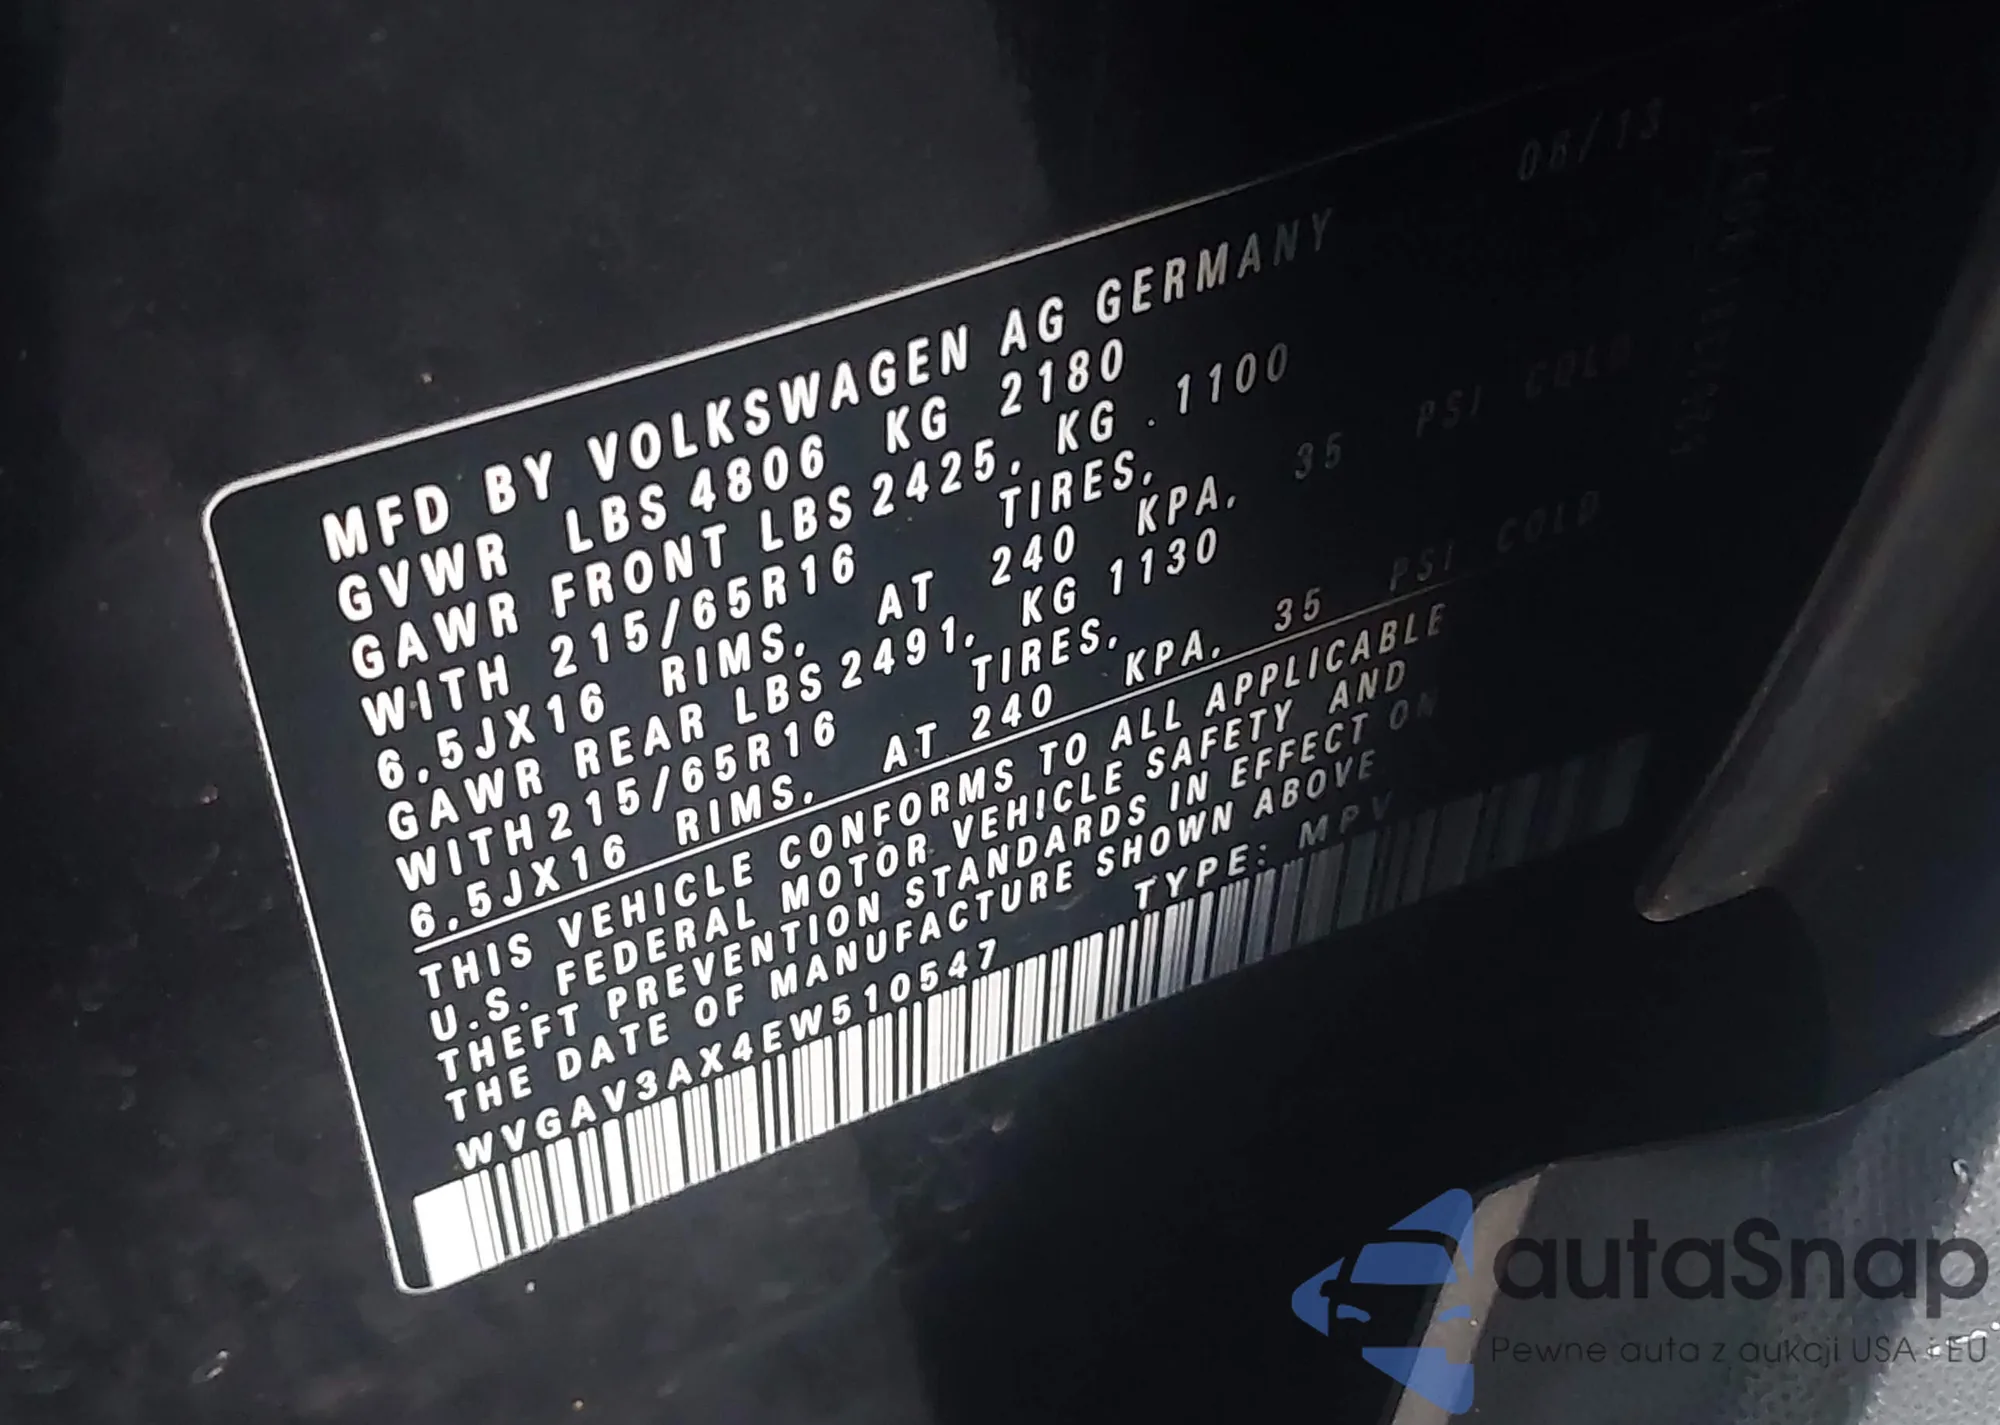 06/13
MFD BY VOLKSWAGEN AG GERMANY
GVWR LBS 4806 KG 2180
GAWR FRONT LBS 2425, KG . 1100
WITH 215/65R16 TIRES,
6.5JX16 RIMS, AT 240 KPA, 35 PSI COLD
GAWR REAR LBS 2491, KG 1130
WITH 215/65R16 TIRES,
6.5JX16 RIMS, AT 240 KPA, 35 PSI COLD
THIS VEHICLE CONFORMS TO ALL APPLICABLE
U.S. FEDERAL MOTOR VEHICLE SAFETY AND
THEFT PREVENTION STANDARDS IN EFFECT ON
THE DATE OF MANUFACTURE SHOWN ABOVE
WVGAV3AX4EW510547 TYPE: MPV
autaSnap
Pewne auta z aukcji USA i EU